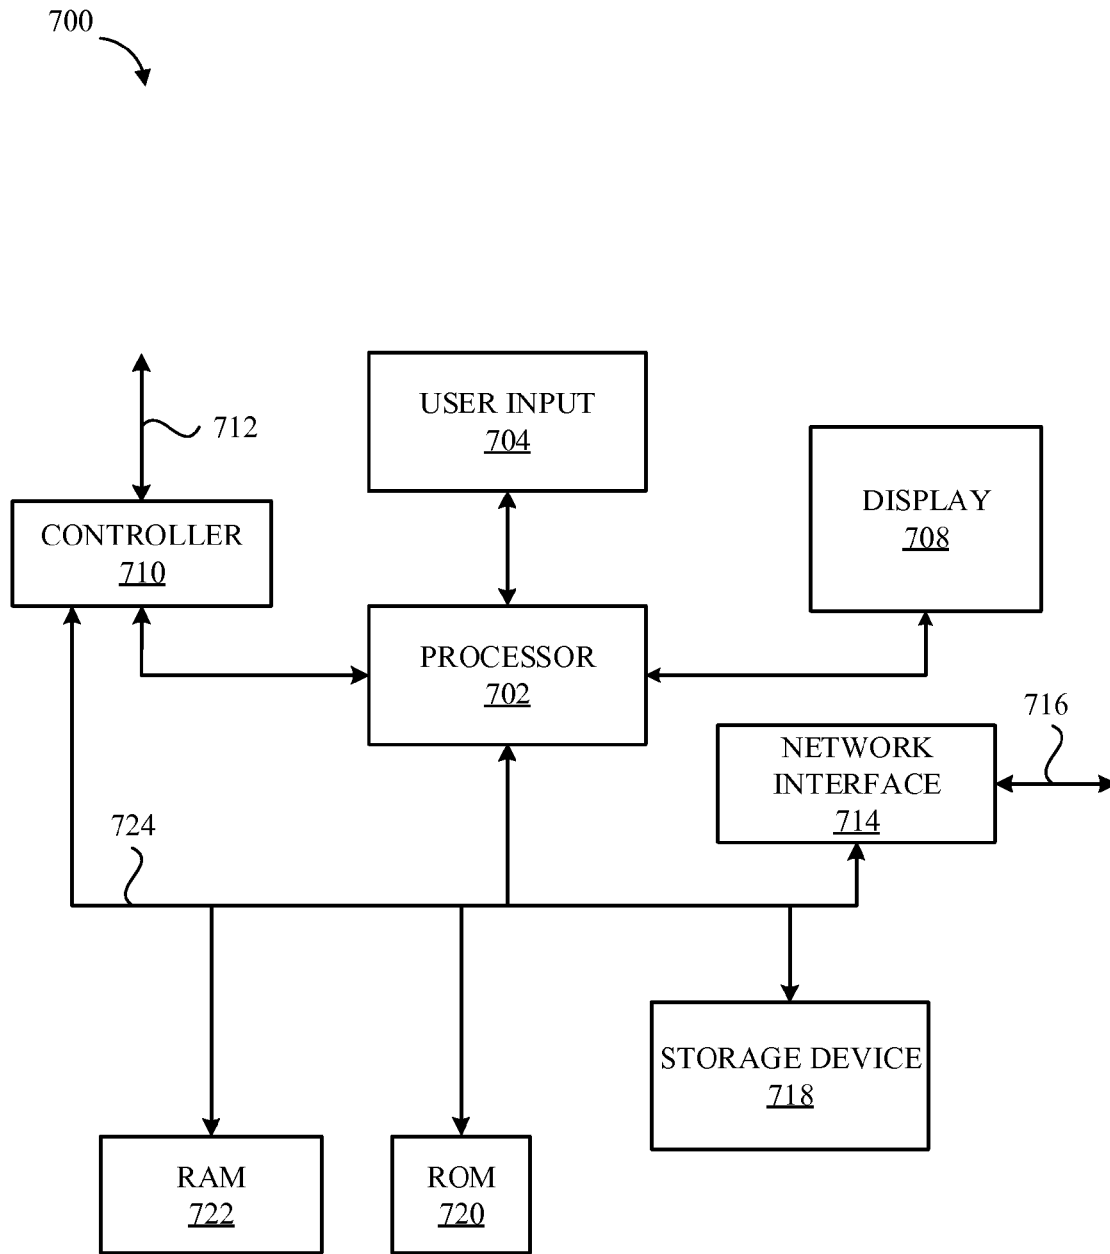 700
USER INPUT
704
712
DISPLAY
708
CONTROLLER
710
PROCESSOR
702
716
NETWORK
INTERFACE
714
724
STORAGE DEVICE
718
RAM
722
ROM
720